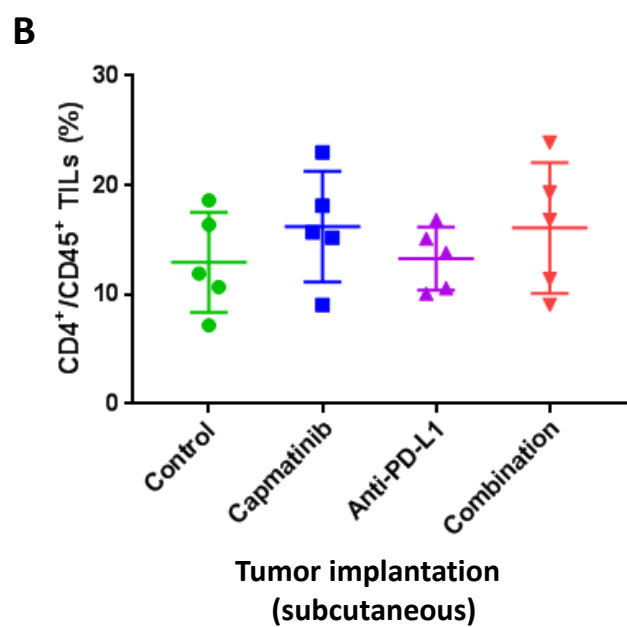 B
CD4⁺/CD45⁺ TILs (%)
30
20
10
0
Control
Capmatinib
Anti-PD-L1
Combination
Tumor implantation
(subcutaneous)